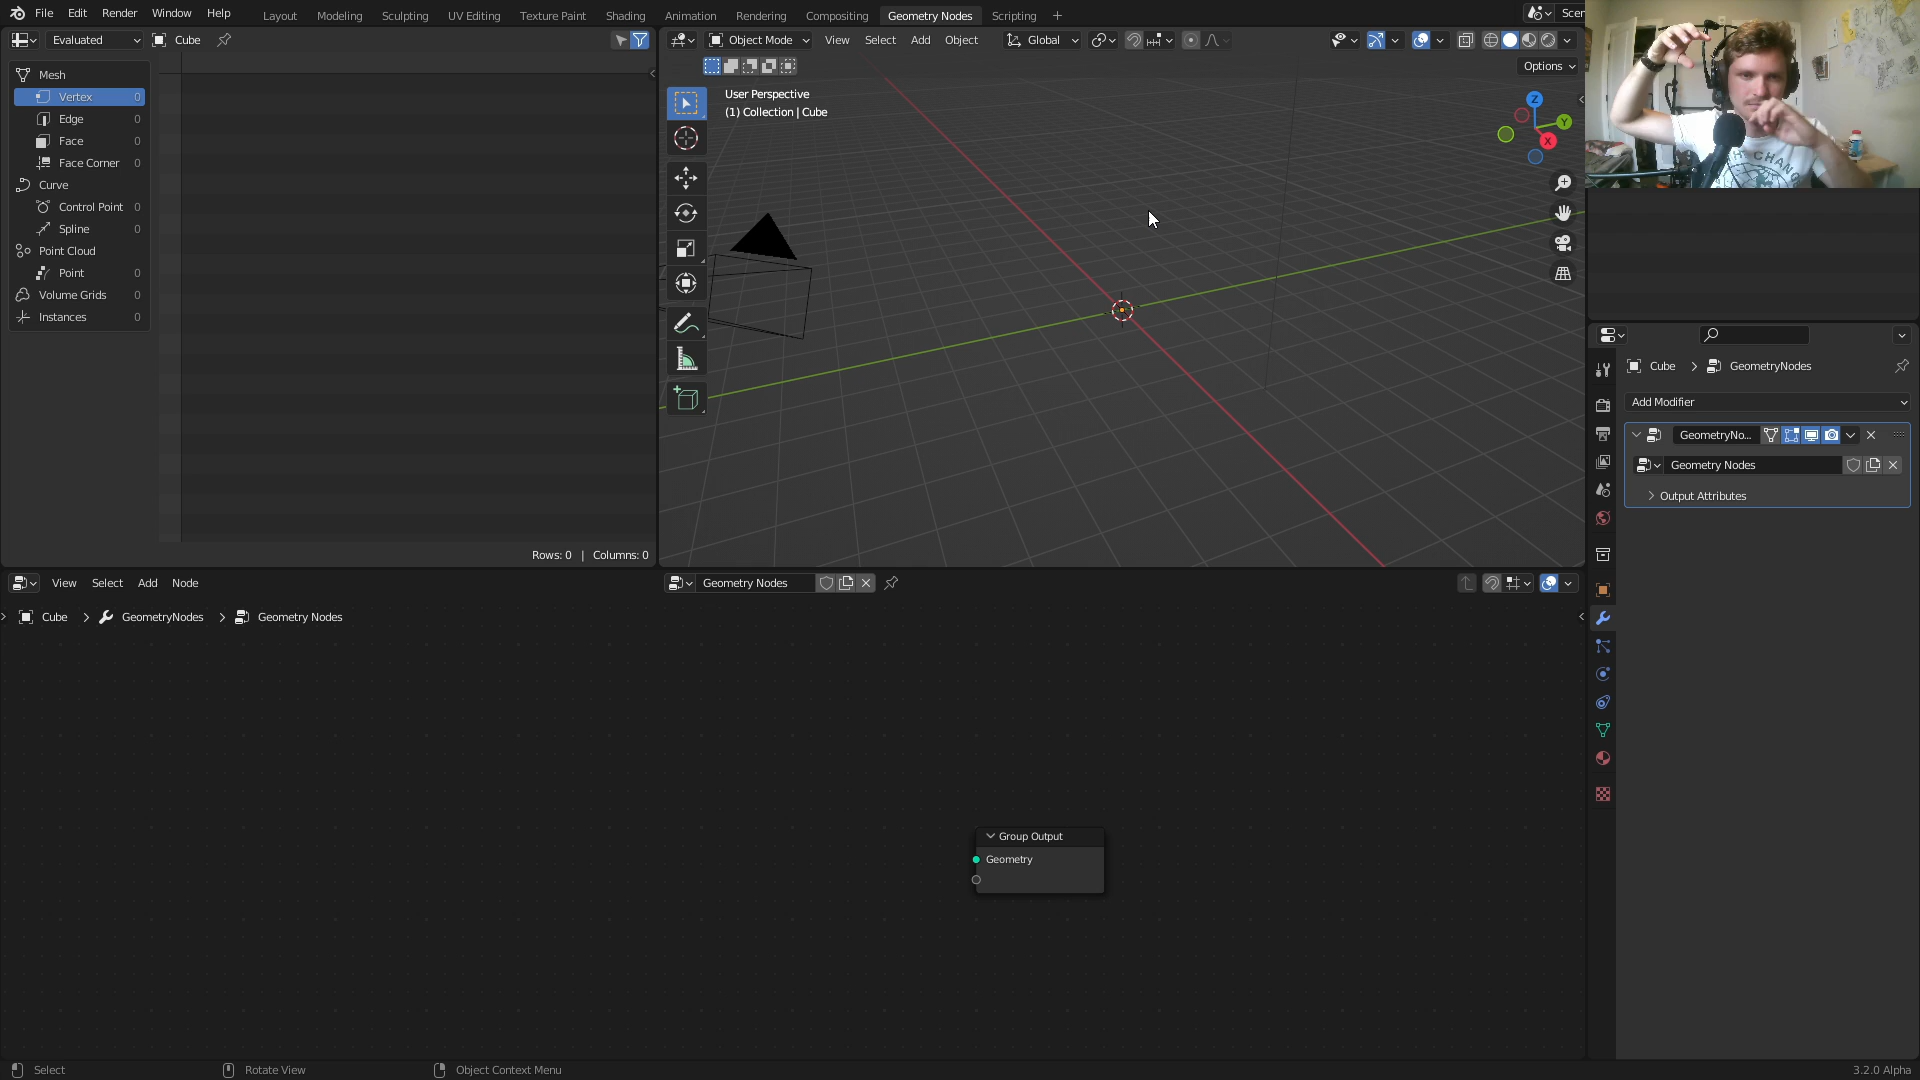 File Edit Render Window Help Layout Modeling Sculpting UV Editing Texture Paint Shading Animation Rendering Compositing Geometry Nodes Scripting + Scen
Evaluated Cube
Object Mode View Select Add Object Global
Options
Mesh
Vertex 0
Edge 0
Face 0
Face Corner 0
Curve
Control Point 0
Spline 0
Point Cloud
Point 0
Volume Grids 0
Instances 0
Rows: 0 | Columns: 0
User Perspective
(1) Collection | Cube
Z
Y
X
CHANG
Cube > GeometryNodes
Add Modifier
GeometryNo...
Geometry Nodes
Output Attributes
View Select Add Node Geometry Nodes
Cube > GeometryNodes > Geometry Nodes
Group Output
Geometry
Select Rotate View Object Context Menu 3.2.0 Alpha